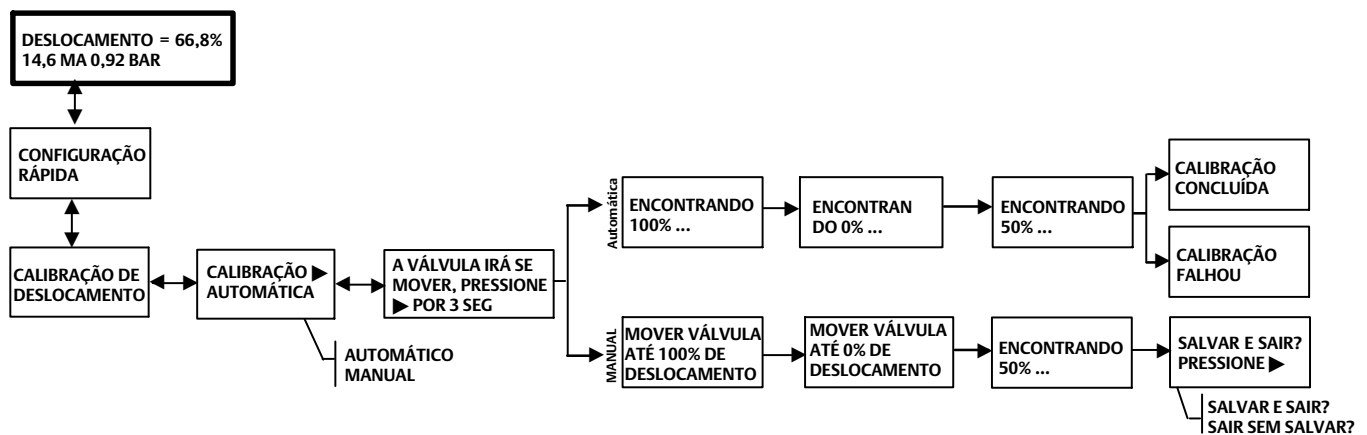 DESLOCAMENTO = 66,8%
14,6 MA 0,92 BAR
CONFIGURAÇÃO
RÁPIDA
CALIBRAÇÃO DE
DESLOCAMENTO
CALIBRAÇÃO ▶
AUTOMÁTICA
AUTOMÁTICO
MANUAL
A VÁLVULA IRÁ SE
MOVER, PRESSIONE
▶ POR 3 SEG
Automática
ENCONTRANDO
100% ...
ENCONTRAN
DO 0% ...
ENCONTRANDO
50% ...
CALIBRAÇÃO
CONCLUÍDA
CALIBRAÇÃO
FALHOU
MANUAL
MOVER VÁLVULA
ATÉ 100% DE
DESLOCAMENTO
MOVER VÁLVULA
ATÉ 0% DE
DESLOCAMENTO
ENCONTRANDO
50% ...
SALVAR E SAIR?
PRESSIONE ▶
SALVAR E SAIR?
SAIR SEM SALVAR?